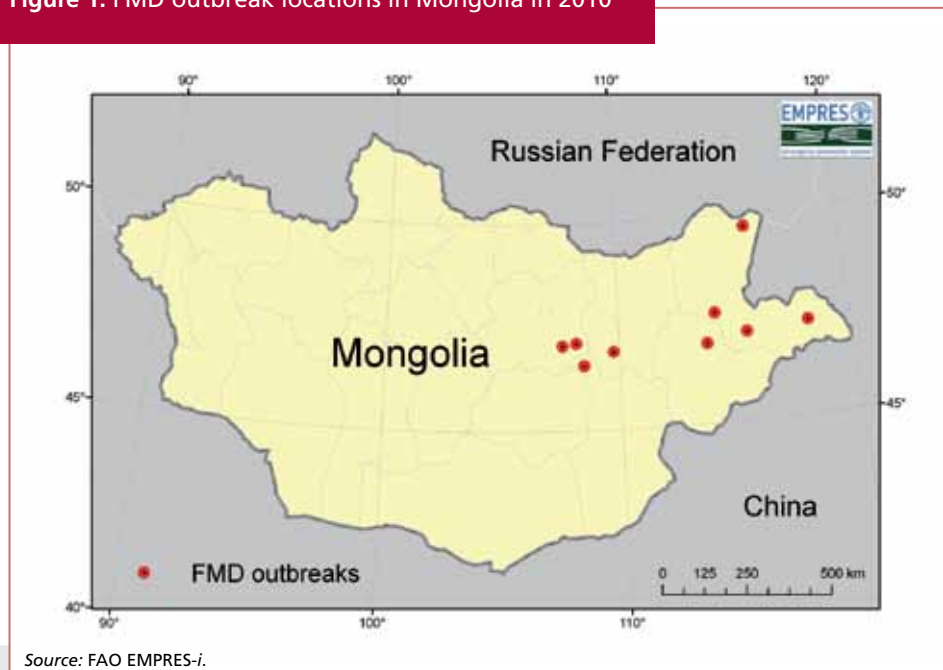 Figure 1. FMD outbreak locations in Mongolia in 2010
90° 100° 110° 120°
EMPRES
Russian Federation
50° 50°
Mongolia
45° 45°
China
FMD outbreaks
0 125 250 500 km
40°
90° 100° 110°
Source: FAO EMPRES-i.